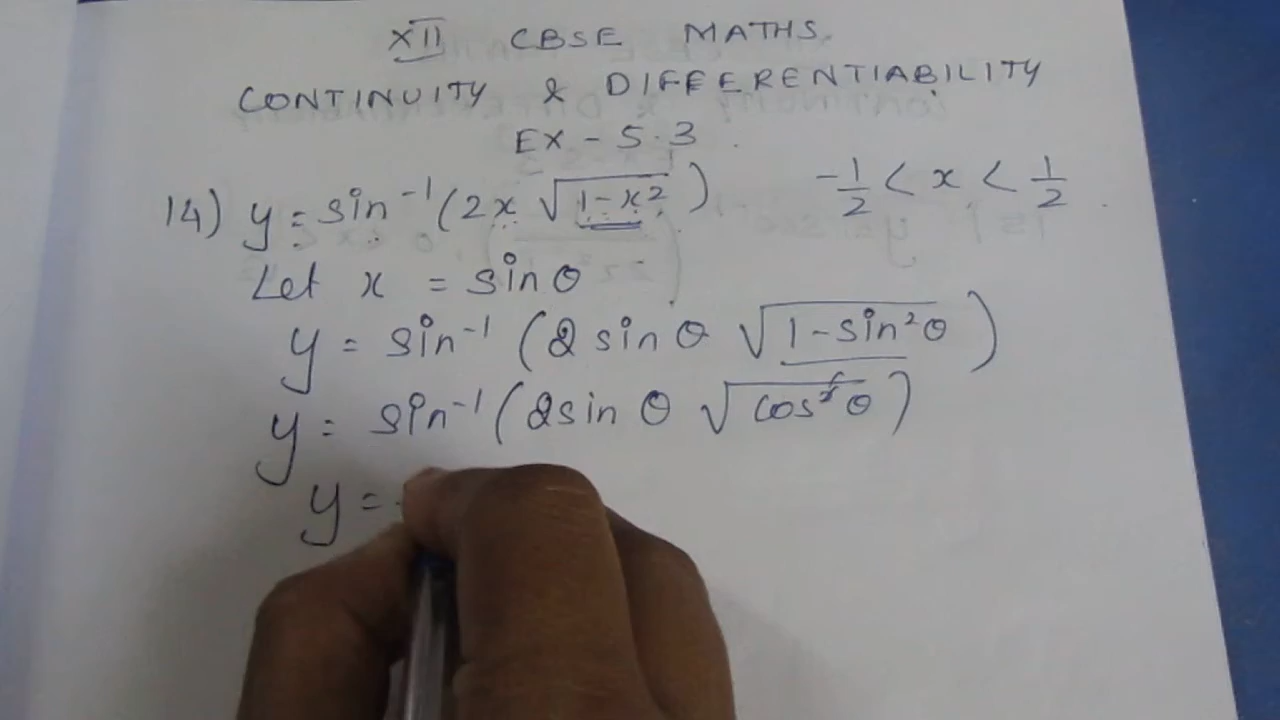 XII CBSE MATHS.
CONTINUITY & DIFFERENTIABILITY
EX - 5.3
14) y = sin⁻¹ (2x √(1-x²)) -1/2 < x < 1/2
Let x = sin θ
y = sin⁻¹ (2 sin θ √(1-sin²θ))
y = sin⁻¹ (2 sin θ √(cos²θ))
y =